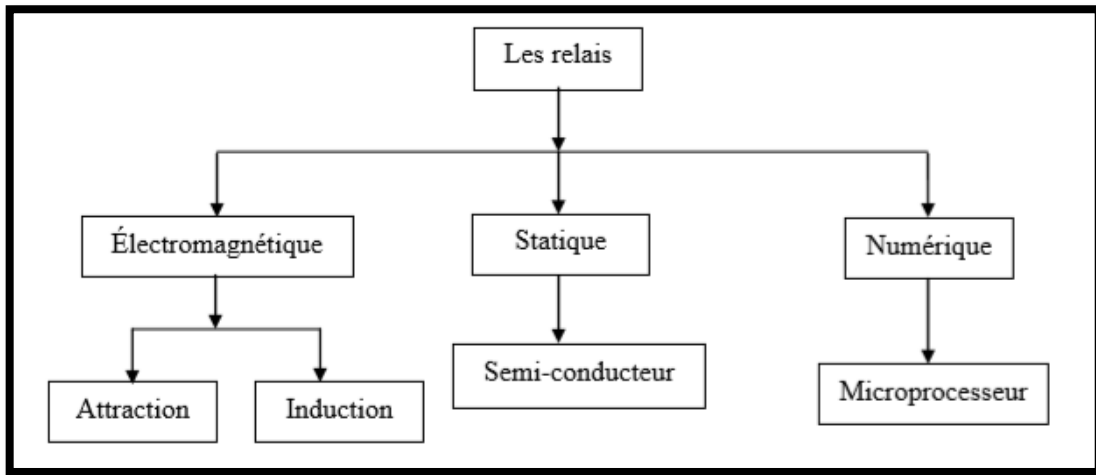 Les relais
Électromagnétique
Statique
Numérique
Attraction
Induction
Semi-conducteur
Microprocesseur